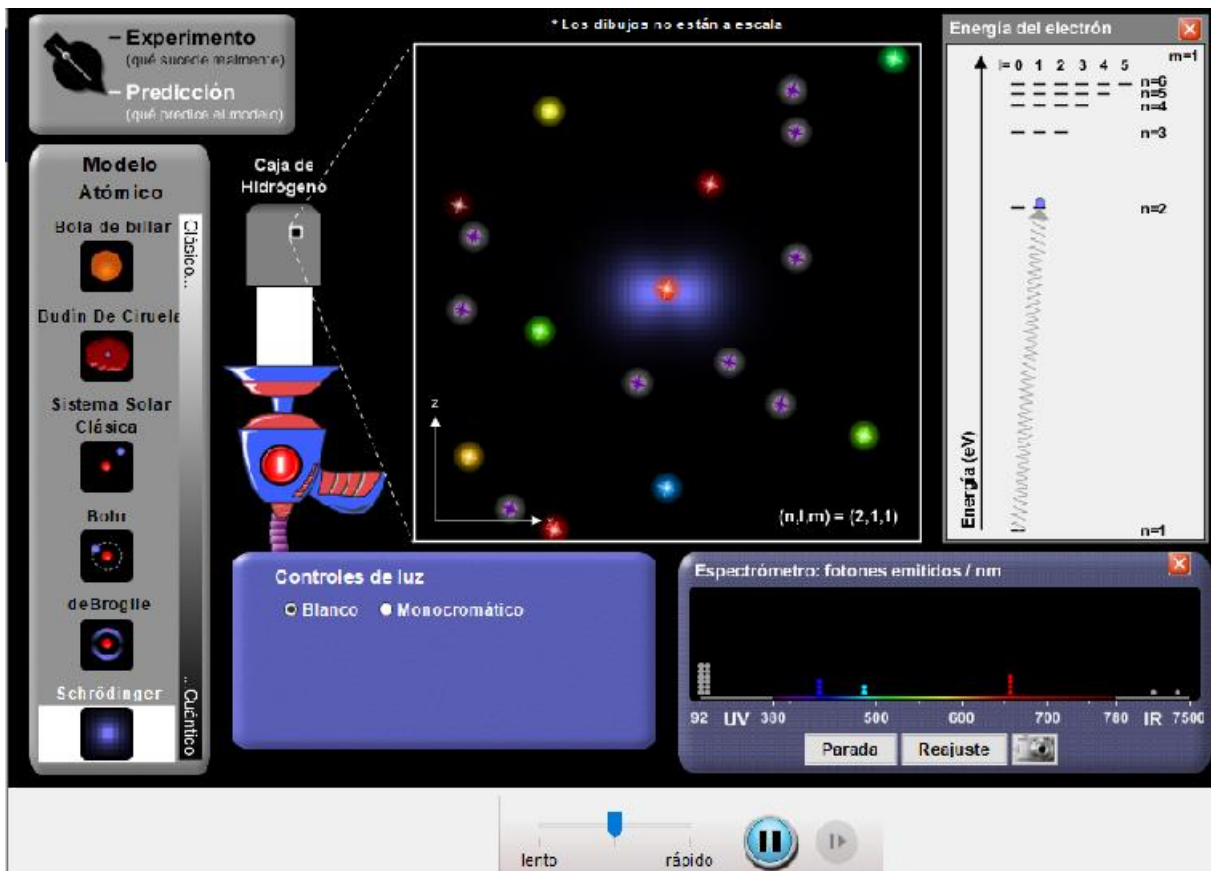 * Los dibujos no están a escala
Experimento
(qué sucede realmente)
Predicción
(qué predice el modelo)
Modelo
Atómico
Bola de billar
Budín De Ciruela
Sistema Solar
Clásica
Bohr
deBroglie
Schrödinger
Clásico...
...Cuántico
Caja de
Hidrógeno
z
x
(n,l,m) = (2,1,1)
Energía del electrón
l= 0 1 2 3 4 5 m=1
n=6
n=5
n=4
n=3
n=2
n=1
Energía (eV)
Controles de luz
Blanco Monocromático
Espectrómetro: fotones emitidos / nm
92 UV 380 500 600 700 780 IR 7500
Parada Reajuste
lento rápido